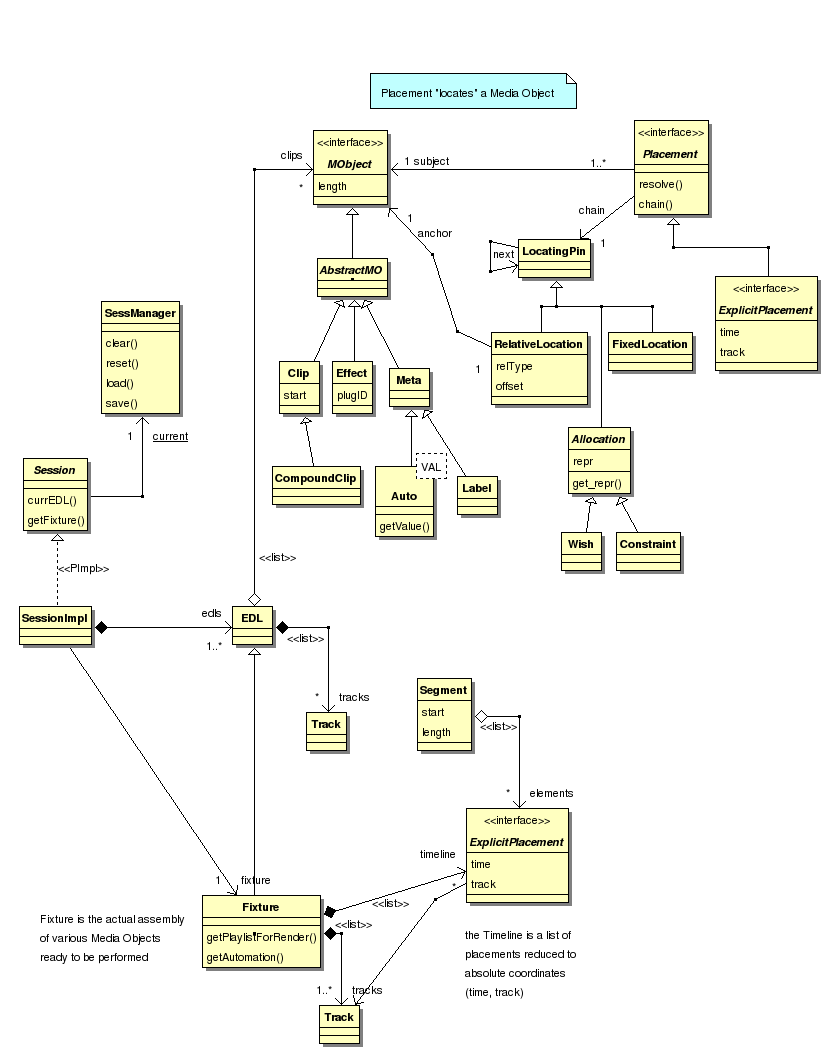 Placement "locates" a Media Object
<<interface>>
MObject
length
clips
*
1 subject
1..*
<<interface>>
Placement
resolve()
chain()
chain
1
1
anchor
next
LocatingPin
AbstractMO
<<interface>>
ExplicitPlacement
time
track
SessManager
clear()
reset()
load()
save()
Clip
start
Effect
plugID
Meta
1
RelativeLocation
relType
offset
FixedLocation
1
current
Allocation
repr
get_repr()
Session
currEDL()
getFixture()
CompoundClip
VAL
Auto
getValue()
Label
Wish
Constraint
<<PImpl>>
<<list>>
SessionImpl
edls
1..*
EDL
<<list>>
*
tracks
Track
Segment
start
length
<<list>>
*
elements
<<interface>>
ExplicitPlacement
time
track
timeline
*
1
fixture
Fixture
getPlaylistForRender()
getAutomation()
<<list>>
<<list>>
1..*
tracks
Track
Fixture is the actual assembly
of various Media Objects
ready to be performed
the Timeline is a list of
placements reduced to
absolute coordinates
(time, track)